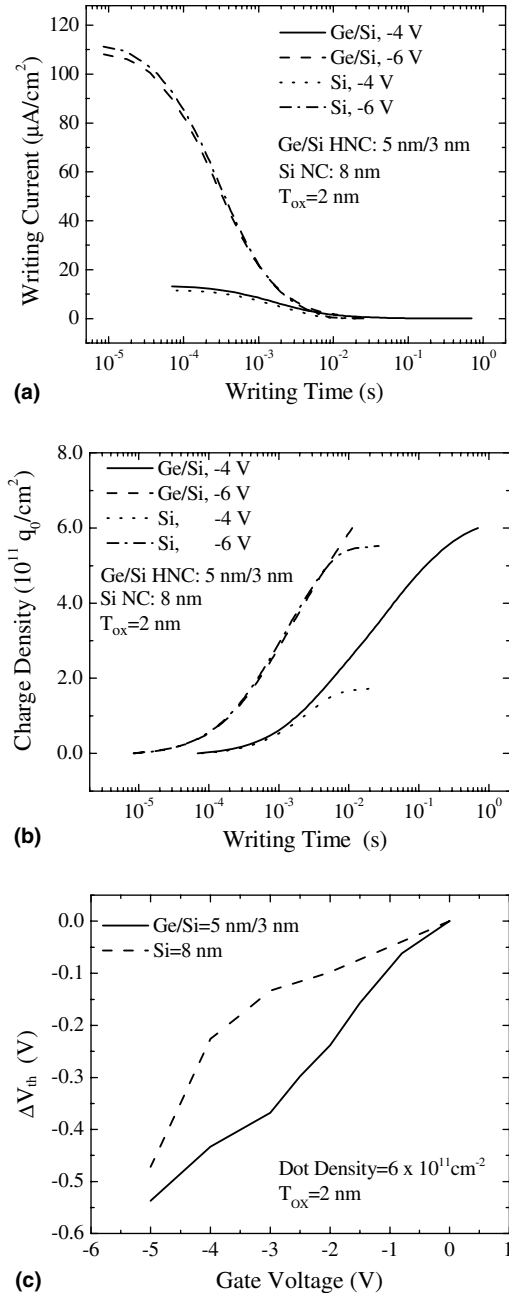 120
100
80
60
40
20
0
Writing Current (μA/cm²)
Ge/Si, -4 V
Ge/Si, -6 V
Si, -4 V
Si, -6 V
Ge/Si HNC: 5 nm/3 nm
Si NC: 8 nm
Tox=2 nm
10⁻⁵ 10⁻⁴ 10⁻³ 10⁻² 10⁻¹ 10⁰
Writing Time (s)
(a)
8.0
6.0
4.0
2.0
0.0
Charge Density (10¹¹ q₀/cm²)
Ge/Si, -4 V
Ge/Si, -6 V
Si, -4 V
Si, -6 V
Ge/Si HNC: 5 nm/3 nm
Si NC: 8 nm
Tox=2 nm
10⁻⁵ 10⁻⁴ 10⁻³ 10⁻² 10⁻¹ 10⁰
Writing Time (s)
(b)
0.0
-0.1
-0.2
-0.3
-0.4
-0.5
-0.6
ΔVth (V)
Ge/Si=5 nm/3 nm
Si=8 nm
Dot Density=6 x 10¹¹cm⁻²
TOX=2 nm
-6 -5 -4 -3 -2 -1 0 1
Gate Voltage (V)
(c)